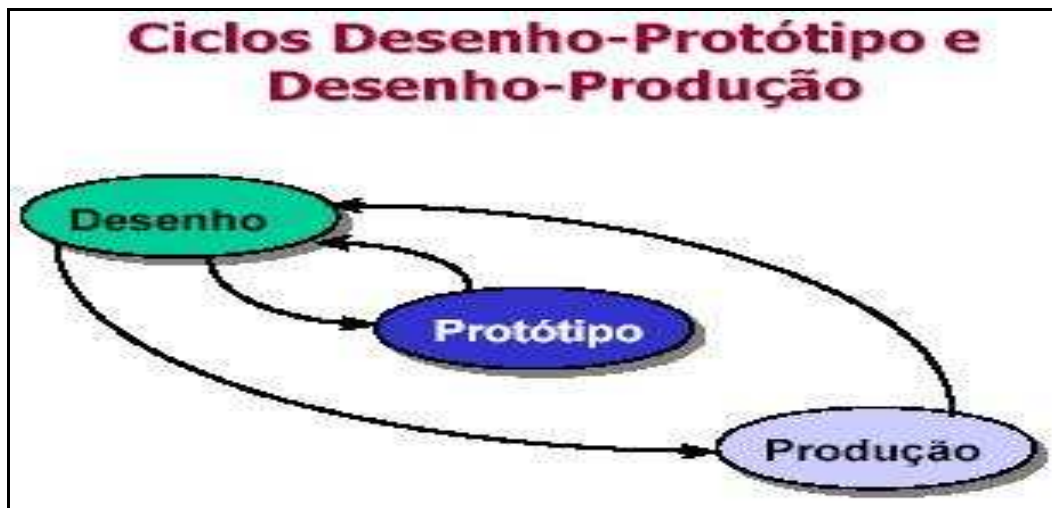 Ciclos Desenho-Protótipo e
Desenho-Produção
Desenho
Protótipo
Produção